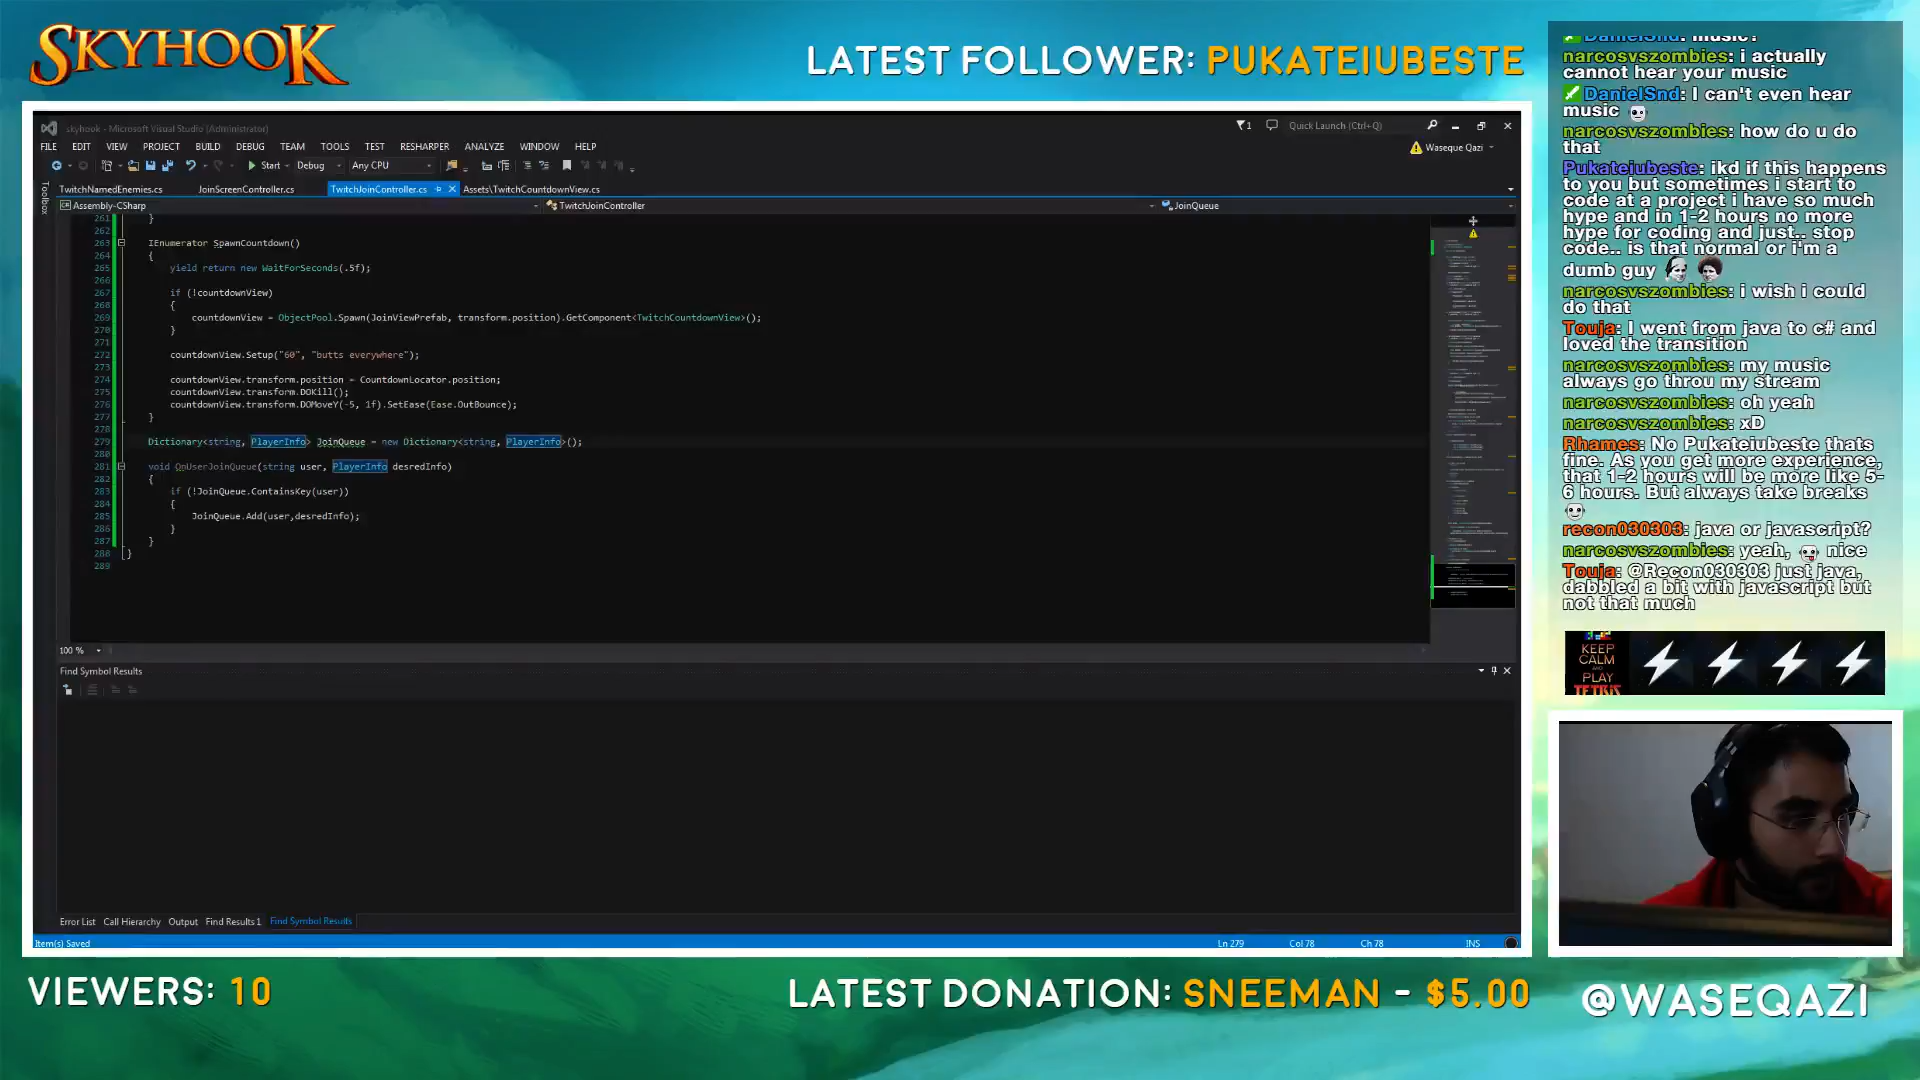 SKYHOOK
LATEST FOLLOWER: PUKATEIUBESTE
skyhook - Microsoft Visual Studio (Administrator)
1
Quick Launch (Ctrl+Q)
FILE EDIT VIEW PROJECT BUILD DEBUG TEAM TOOLS TEST RESHARPER ANALYZE WINDOW HELP
Waseque Qazi
Start Debug Any CPU
Toolbox
TwitchNamedEnemies.cs JoinScreenController.cs TwitchJoinController.cs Assets\TwitchCountdownView.cs
Assembly-CSharp TwitchJoinController JoinQueue
261 }
262
263 IEnumerator SpawnCountdown()
264 {
265 yield return new WaitForSeconds(.5f);
266
267 if (!countdownView)
268 {
269 countdownView = ObjectPool.Spawn(JoinViewPrefab, transform.position).GetComponent<TwitchCountdownView>();
270 }
271
272 countdownView.Setup("60", "butts everywhere");
273
274 countdownView.transform.position = CountdownLocator.position;
275 countdownView.transform.DOKill();
276 countdownView.transform.DOMoveY(-5, 1f).SetEase(Ease.OutBounce);
277 }
278
279 Dictionary<string, PlayerInfo> JoinQueue = new Dictionary<string, PlayerInfo>();
280
281 void OnUserJoinQueue(string user, PlayerInfo desredInfo)
282 {
283 if (!JoinQueue.ContainsKey(user))
284 {
285 JoinQueue.Add(user,desredInfo);
286 }
287 }
288 }
289
100 %
Find Symbol Results
Error List Call Hierarchy Output Find Results 1 Find Symbol Results
Item(s) Saved Ln 279 Col 78 Ch 78 INS
DanielSnd: music?
narcosvszombies: i actually
cannot hear your music
DanielSnd: I can't even hear
music
narcosvszombies: how do u do
that
Pukateiubeste: ikd if this happens
to you but sometimes i start to
code at a project i have so much
hype and in 1-2 hours no more
hype for coding and just.. stop
code.. is that normal or i'm a
dumb guy
narcosvszombies: i wish i could
do that
Touja: I went from java to c# and
loved the transition
narcosvszombies: my music
always go throu my stream
narcosvszombies: oh yeah
narcosvszombies: xD
Rhames: No Pukateiubeste thats
fine. As you get more experience,
that 1-2 hours will be more like 5-
6 hours. But always take breaks
recon030303: java or javascript?
narcosvszombies: yeah, nice
Touja: @Recon030303 just java,
dabbled a bit with javascript but
not that much
KEEP
CALM
AND
PLAY
TETRIS
VIEWERS: 10
LATEST DONATION: SNEEMAN - $5.00
@WASEQAZI